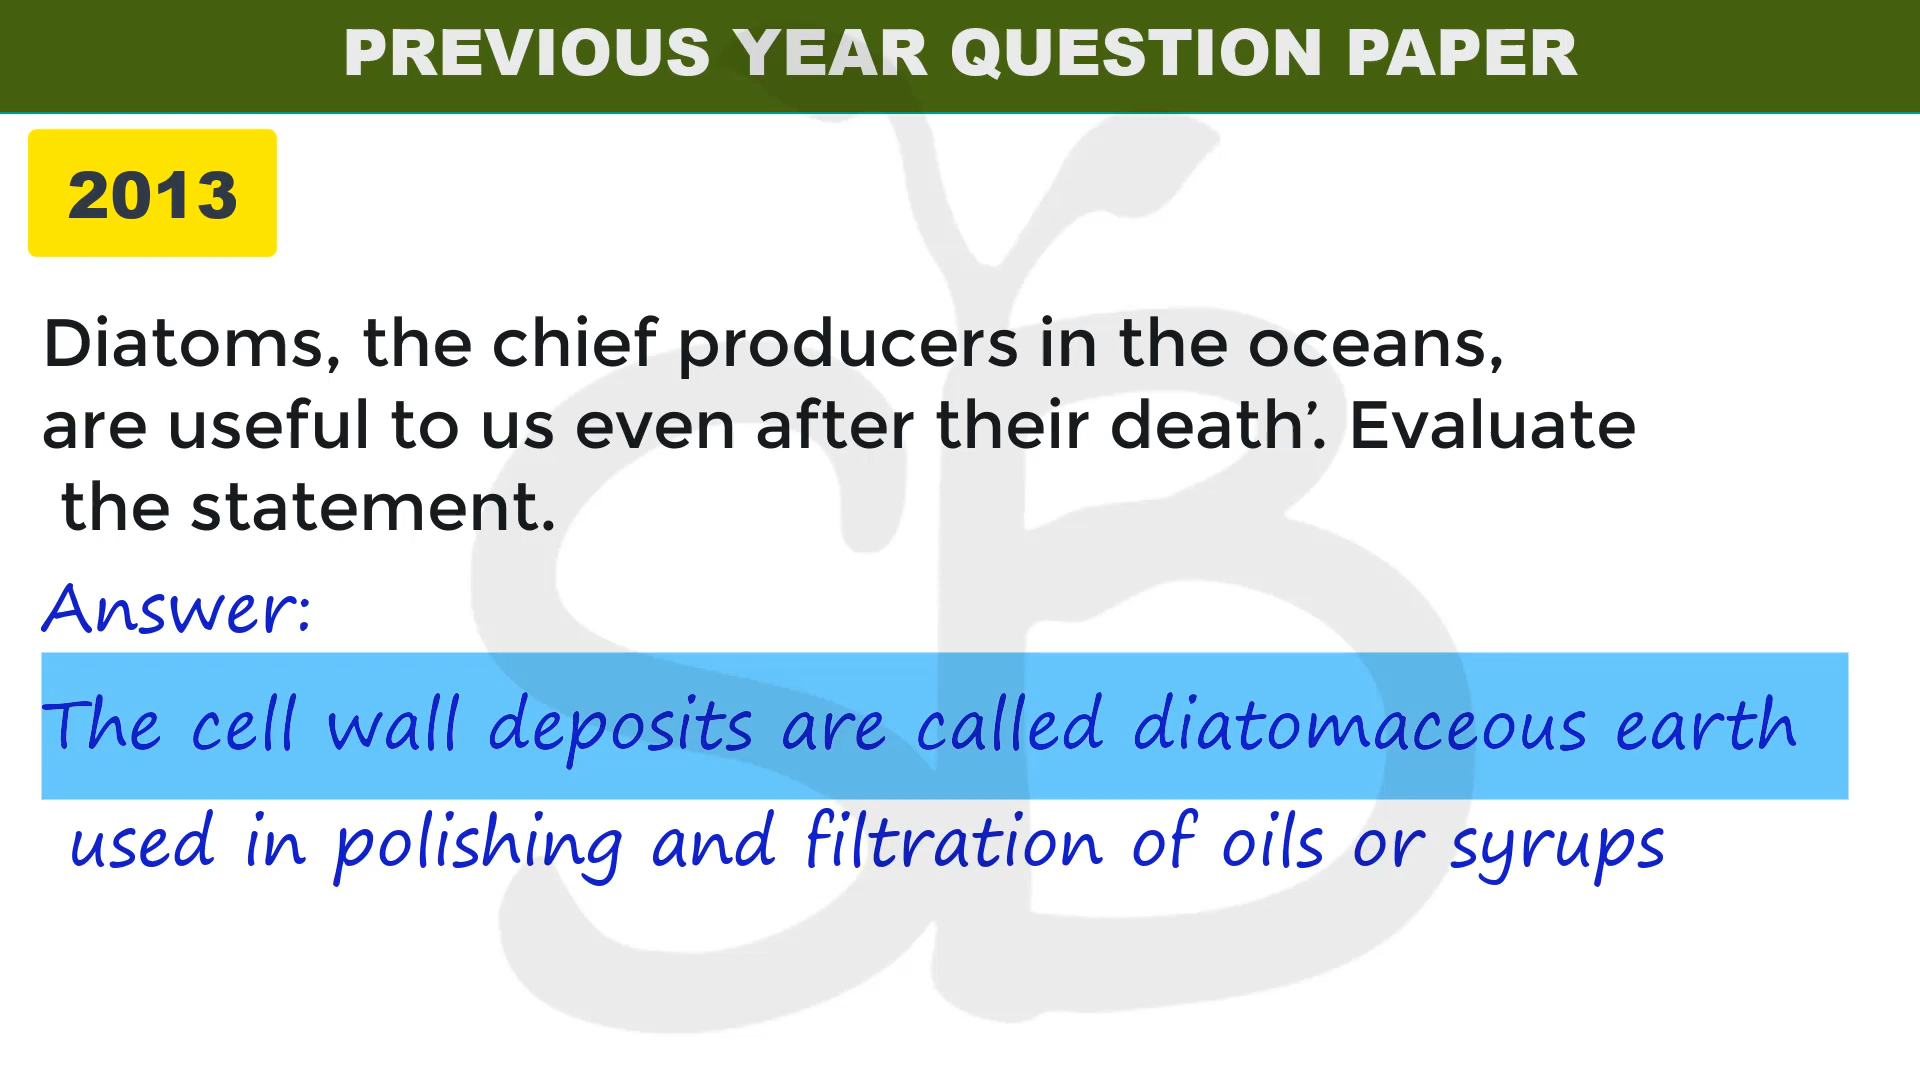 PREVIOUS YEAR QUESTION PAPER
2013
Diatoms, the chief producers in the oceans,
are useful to us even after their death’. Evaluate
the statement.
Answer:
The cell wall deposits are called diatomaceous earth
used in polishing and filtration of oils or syrups